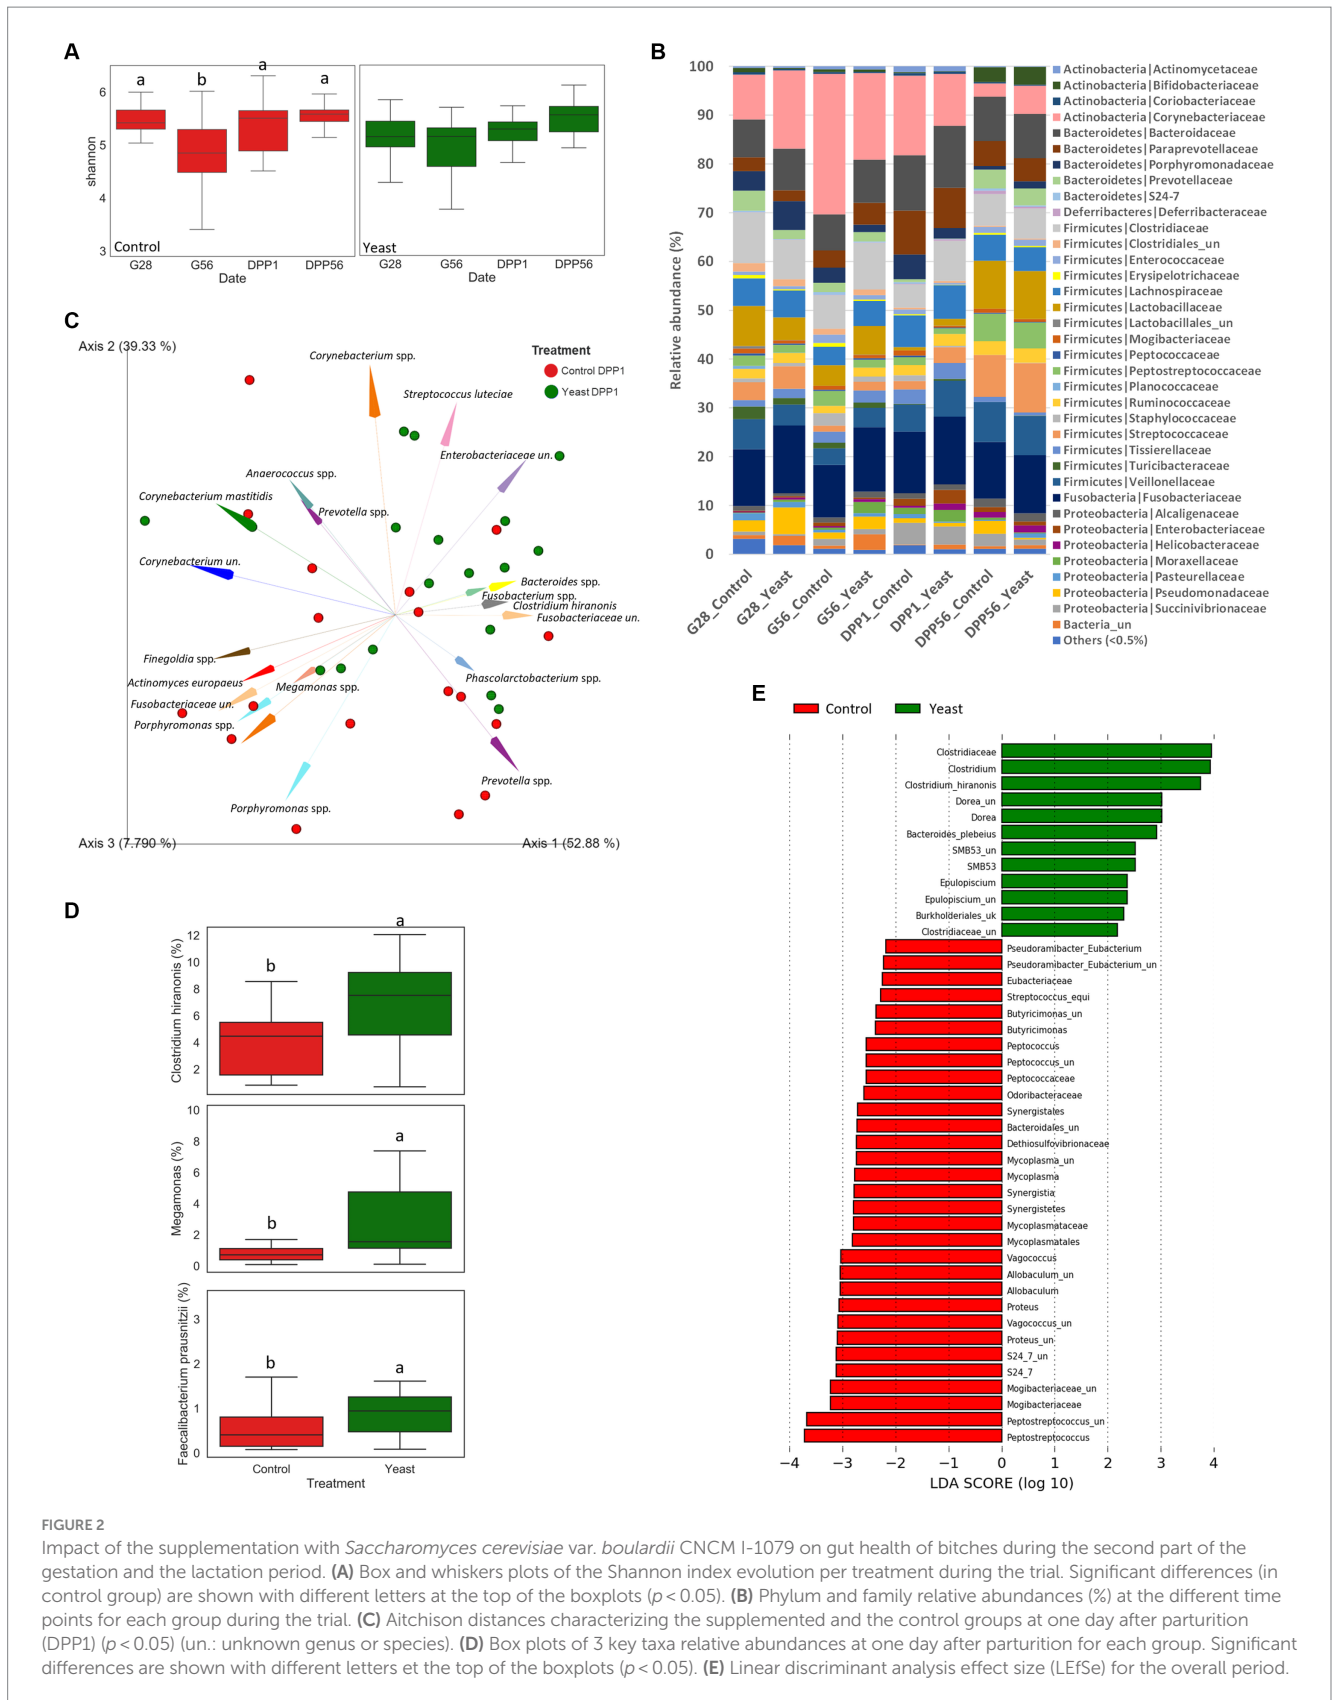 A
a
b
a
a
6
5
4
3
shannon
Control
Yeast
G28
G56
DPP1
DPP56
G28
G56
DPP1
DPP56
Date
Date
B
100
90
80
70
60
50
40
30
20
10
0
Relative abundance (%)
G28_Control
G28_Yeast
G56_Control
G56_Yeast
DPP1_Control
DPP1_Yeast
DPP56_Control
DPP56_Yeast
Actinobacteria|Actinomycetaceae
Actinobacteria|Bifidobacteriaceae
Actinobacteria|Coriobacteriaceae
Actinobacteria|Corynebacteriaceae
Bacteroidetes|Bacteroidaceae
Bacteroidetes|Paraprevotellaceae
Bacteroidetes|Porphyromonadaceae
Bacteroidetes|Prevotellaceae
Bacteroidetes|S24-7
Deferribacteres|Deferribacteraceae
Firmicutes|Clostridiaceae
Firmicutes|Clostridiales_un
Firmicutes|Enterococcaceae
Firmicutes|Erysipelotrichaceae
Firmicutes|Lachnospiraceae
Firmicutes|Lactobacillaceae
Firmicutes|Lactobacillales_un
Firmicutes|Mogibacteriaceae
Firmicutes|Peptococcaceae
Firmicutes|Peptostreptococcaceae
Firmicutes|Planococcaceae
Firmicutes|Ruminococcaceae
Firmicutes|Staphylococcaceae
Firmicutes|Streptococcaceae
Firmicutes|Tissierellaceae
Firmicutes|Turicibacteraceae
Firmicutes|Veillonellaceae
Fusobacteria|Fusobacteriaceae
Proteobacteria|Alcaligenaceae
Proteobacteria|Enterobacteriaceae
Proteobacteria|Helicobacteraceae
Proteobacteria|Moraxellaceae
Proteobacteria|Pasteurellaceae
Proteobacteria|Pseudomonadaceae
Proteobacteria|Succinivibrionaceae
Bacteria_un
Others (<0.5%)
C
Axis 2 (39.33 %)
Treatment
Control DPP1
Yeast DPP1
Corynebacterium spp.
Streptococcus luteciae
Enterobacteriaceae un.
Anaerococcus spp.
Corynebacterium mastitidis
Prevotella spp.
Corynebacterium un.
Bacteroides spp.
Fusobacterium spp.
Clostridium hiranonis
Fusobacteriaceae un.
Finegoldia spp.
Phascolarctobacterium spp.
Actinomyces europaeus
Megamonas spp.
Fusobacteriaceae un.
Porphyromonas spp.
Prevotella spp.
Porphyromonas spp.
Axis 3 (7.790 %)
Axis 1 (52.88 %)
D
12
10
8
6
4
2
Clostridium hiranonis (%)
b
a
10
8
6
4
2
0
Megamonas (%)
b
a
3
2
1
0
Faecalibacterium prausnitzii (%)
b
a
Control
Yeast
Treatment
E
Control
Yeast
Clostridiaceae
Clostridium
Clostridium_hiranonis
Dorea_un
Dorea
Bacteroides_plebeius
SMB53_un
SMB53
Epulopiscium
Epulopiscium_un
Burkholderiales_uk
Clostridiaceae_un
Pseudoramibacter_Eubacterium
Pseudoramibacter_Eubacterium_un
Eubacteriaceae
Streptococcus_equi
Butyricimonas_un
Butyricimonas
Peptococcus
Peptococcus_un
Peptococcaceae
Odoribacteraceae
Synergistales
Bacteroidales_un
Dethiosulfovibrionaceae
Mycoplasma_un
Mycoplasma
Synergistia
Synergistetes
Mycoplasmataceae
Mycoplasmatales
Vagococcus
Allobaculum_un
Allobaculum
Proteus
Vagococcus_un
Proteus_un
S24_7_un
S24_7
Mogibacteriaceae_un
Mogibacteriaceae
Peptostreptococcus_un
Peptostreptococcus
−4 −3 −2 −1 0 1 2 3 4
LDA SCORE (log 10)
FIGURE 2
Impact of the supplementation with Saccharomyces cerevisiae var. boulardii CNCM I-1079 on gut health of bitches during the second part of the
gestation and the lactation period. (A) Box and whiskers plots of the Shannon index evolution per treatment during the trial. Significant differences (in
control group) are shown with different letters at the top of the boxplots (p < 0.05). (B) Phylum and family relative abundances (%) at the different time
points for each group during the trial. (C) Aitchison distances characterizing the supplemented and the control groups at one day after parturition
(DPP1) (p < 0.05) (un.: unknown genus or species). (D) Box plots of 3 key taxa relative abundances at one day after parturition for each group. Significant
differences are shown with different letters et the top of the boxplots (p < 0.05). (E) Linear discriminant analysis effect size (LEfSe) for the overall period.